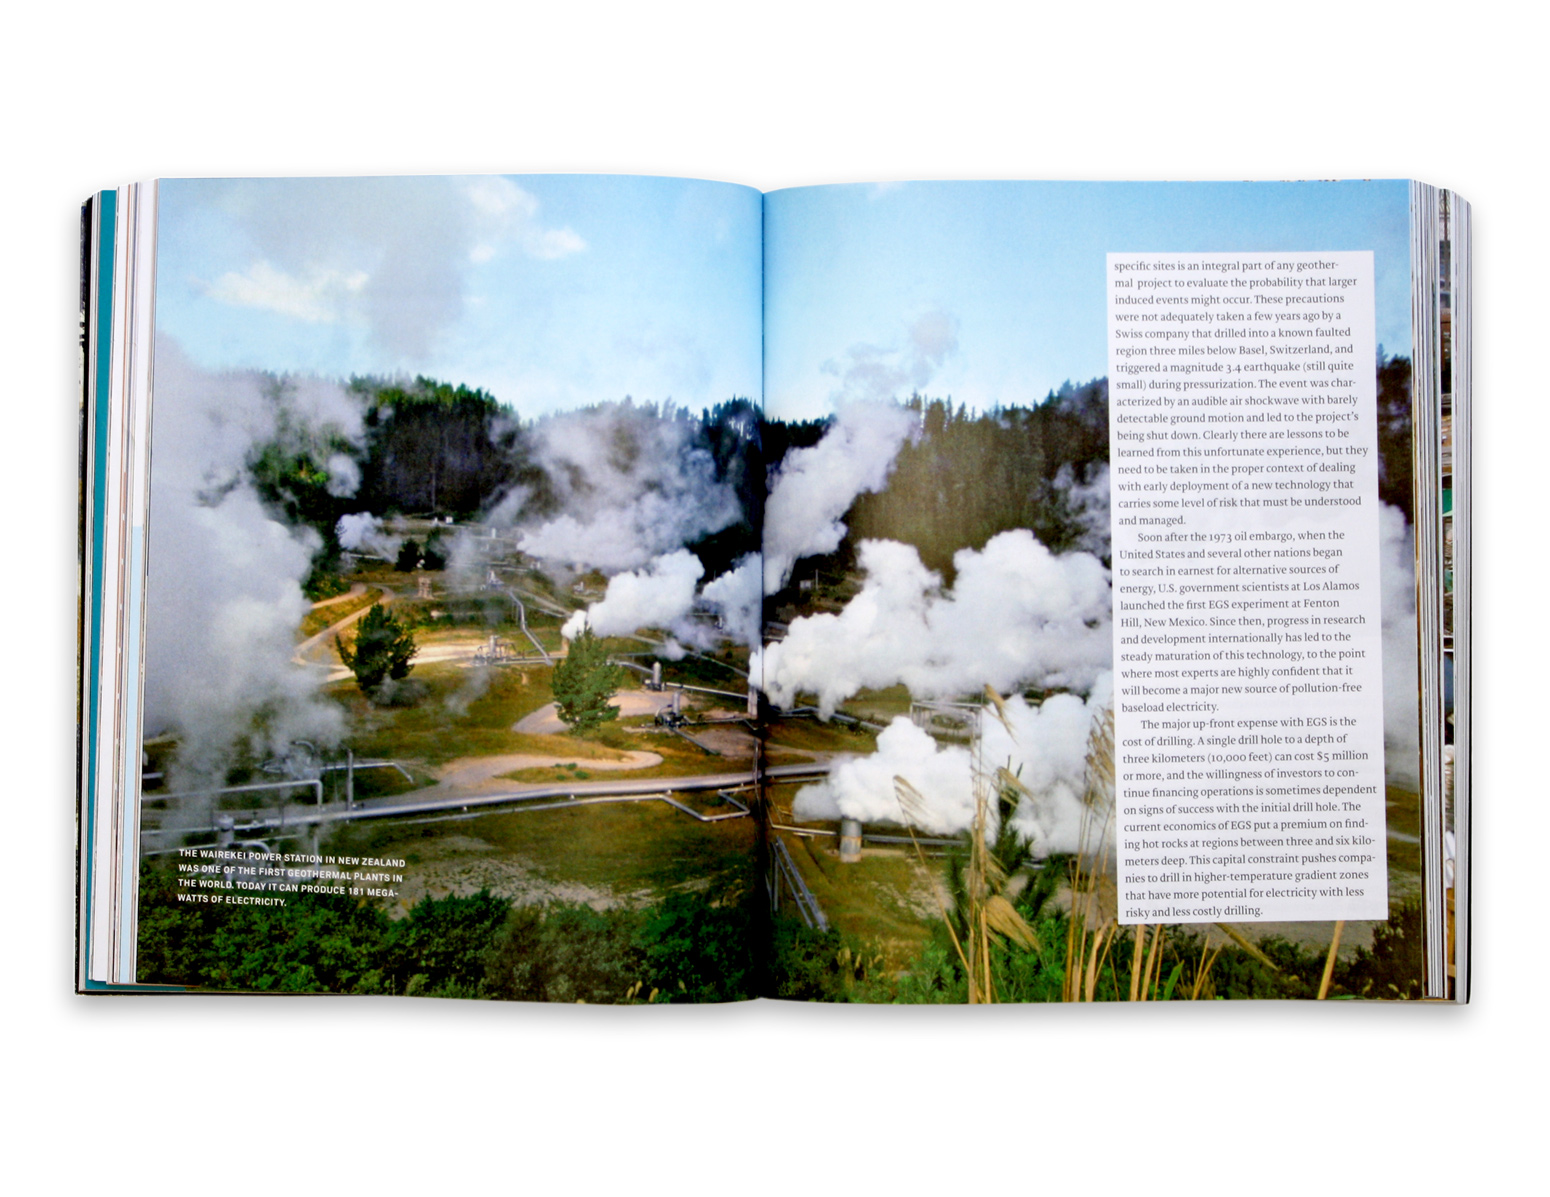 THE WAIREKEI POWER STATION IN NEW ZEALAND
WAS ONE OF THE FIRST GEOTHERMAL PLANTS IN
THE WORLD. TODAY IT CAN PRODUCE 181 MEGA-
WATTS OF ELECTRICITY.
specific sites is an integral part of any geother-
mal project to evaluate the probability that larger
induced events might occur. These precautions
were not adequately taken a few years ago by a
Swiss company that drilled into a known faulted
region three miles below Basel, Switzerland, and
triggered a magnitude 3.4 earthquake (still quite
small) during pressurization. The event was char-
acterized by an audible air shockwave with barely
detectable ground motion and led to the project's
being shut down. Clearly there are lessons to be
learned from this unfortunate experience, but they
need to be taken in the proper context of dealing
with early deployment of a new technology that
carries some level of risk that must be understood
and managed.
Soon after the 1973 oil embargo, when the
United States and several other nations began
to search in earnest for alternative sources of
energy, U.S. government scientists at Los Alamos
launched the first EGS experiment at Fenton
Hill, New Mexico. Since then, progress in research
and development internationally has led to the
steady maturation of this technology, to the point
where most experts are highly confident that it
will become a major new source of pollution-free
baseload electricity.
The major up-front expense with EGS is the
cost of drilling. A single drill hole to a depth of
three kilometers (10,000 feet) can cost $5 million
or more, and the willingness of investors to con-
tinue financing operations is sometimes dependent
on signs of success with the initial drill hole. The
current economics of EGS put a premium on find-
ing hot rocks at regions between three and six kilo-
meters deep. This capital constraint pushes compa-
nies to drill in higher-temperature gradient zones
that have more potential for electricity with less
risky and less costly drilling.